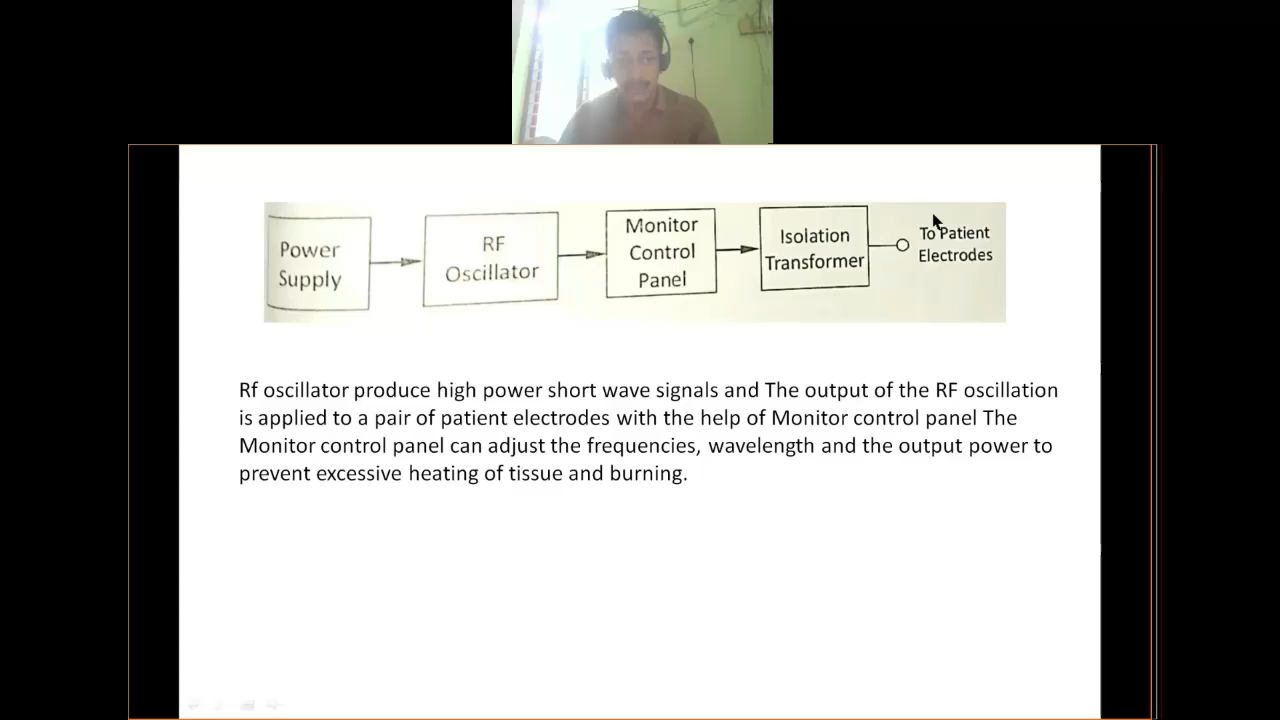 Power
Supply
RF
Oscillator
Monitor
Control
Panel
Isolation
Transformer
To Patient
Electrodes
Rf oscillator produce high power short wave signals and The output of the RF oscillation
is applied to a pair of patient electrodes with the help of Monitor control panel The
Monitor control panel can adjust the frequencies, wavelength and the output power to
prevent excessive heating of tissue and burning.